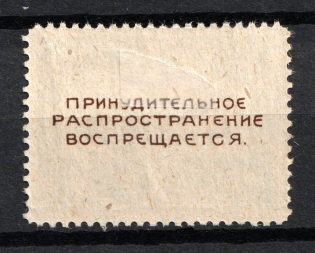 ПРИНУДИТЕЛЬНОЕ
РАСПРОСТРАНЕНИЕ
ВОСПРЕЩАЕТСЯ.